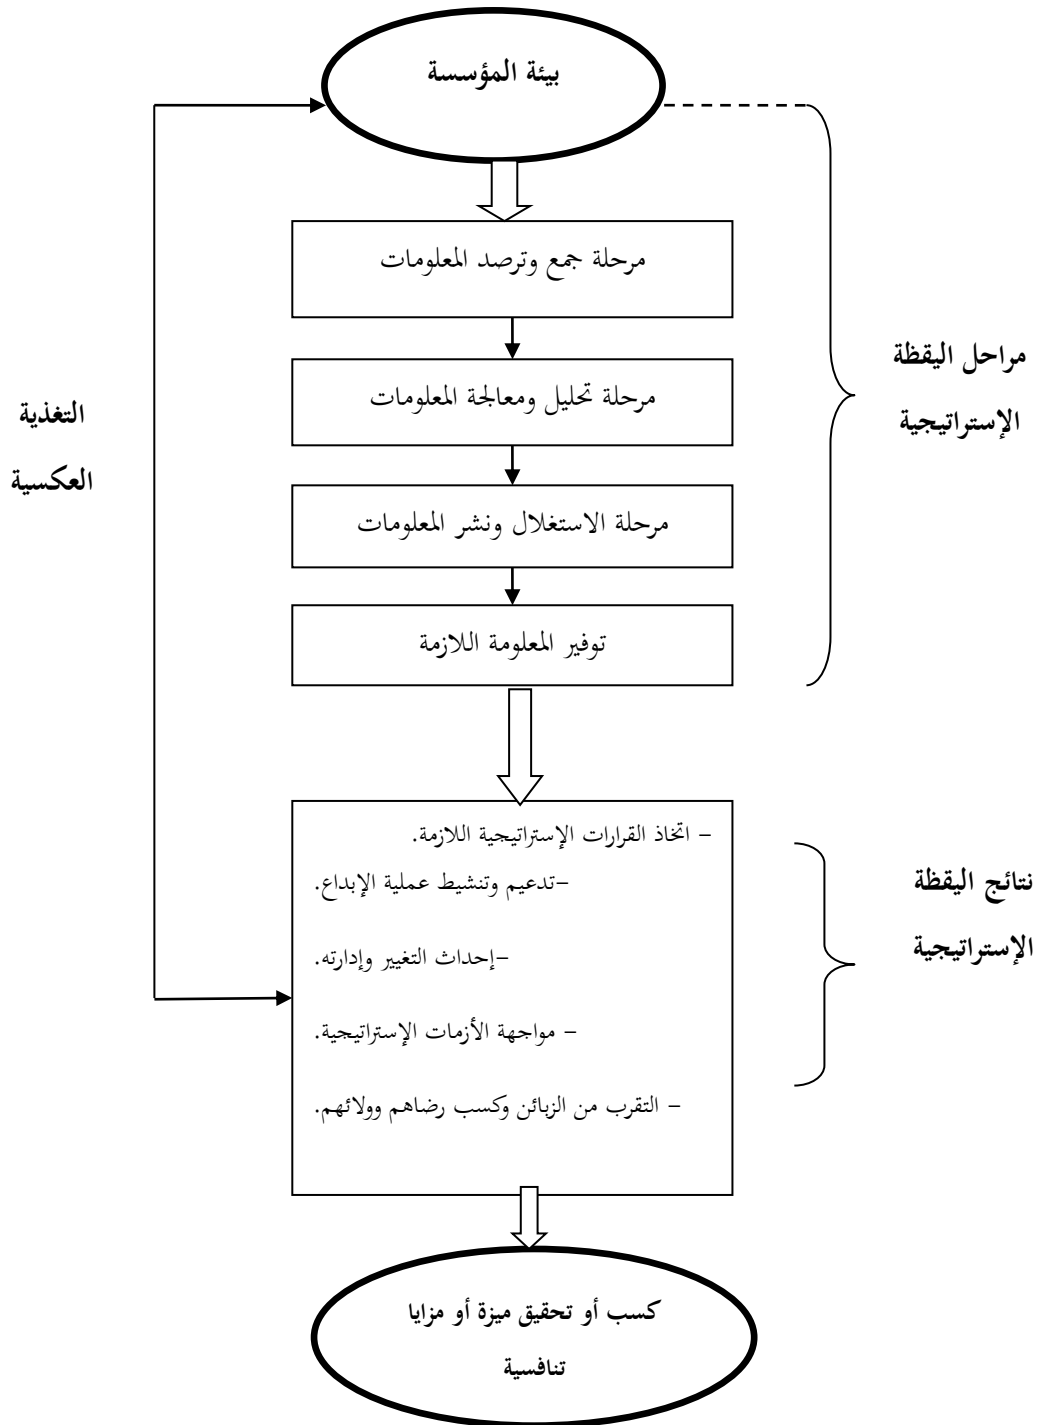 بيئة المؤسسة
مرحلة جمع وترصد المعلومات
مراحل اليقظة
الإستراتيجية
مرحلة تحليل ومعالجة المعلومات
التغذية
العكسية
مرحلة الاستغلال ونشر المعلومات
توفير المعلومة اللازمة
– اتخاذ القرارات الإستراتيجية اللازمة.
–تدعيم وتنشيط عملية الإبداع.
–إحداث التغيير وإدارته.
– مواجهة الأزمات الإستراتيجية.
– التقرب من الزبائن وكسب رضاهم وولائهم.
نتائج اليقظة
الإستراتيجية
كسب أو تحقيق ميزة أو مزايا
تنافسية